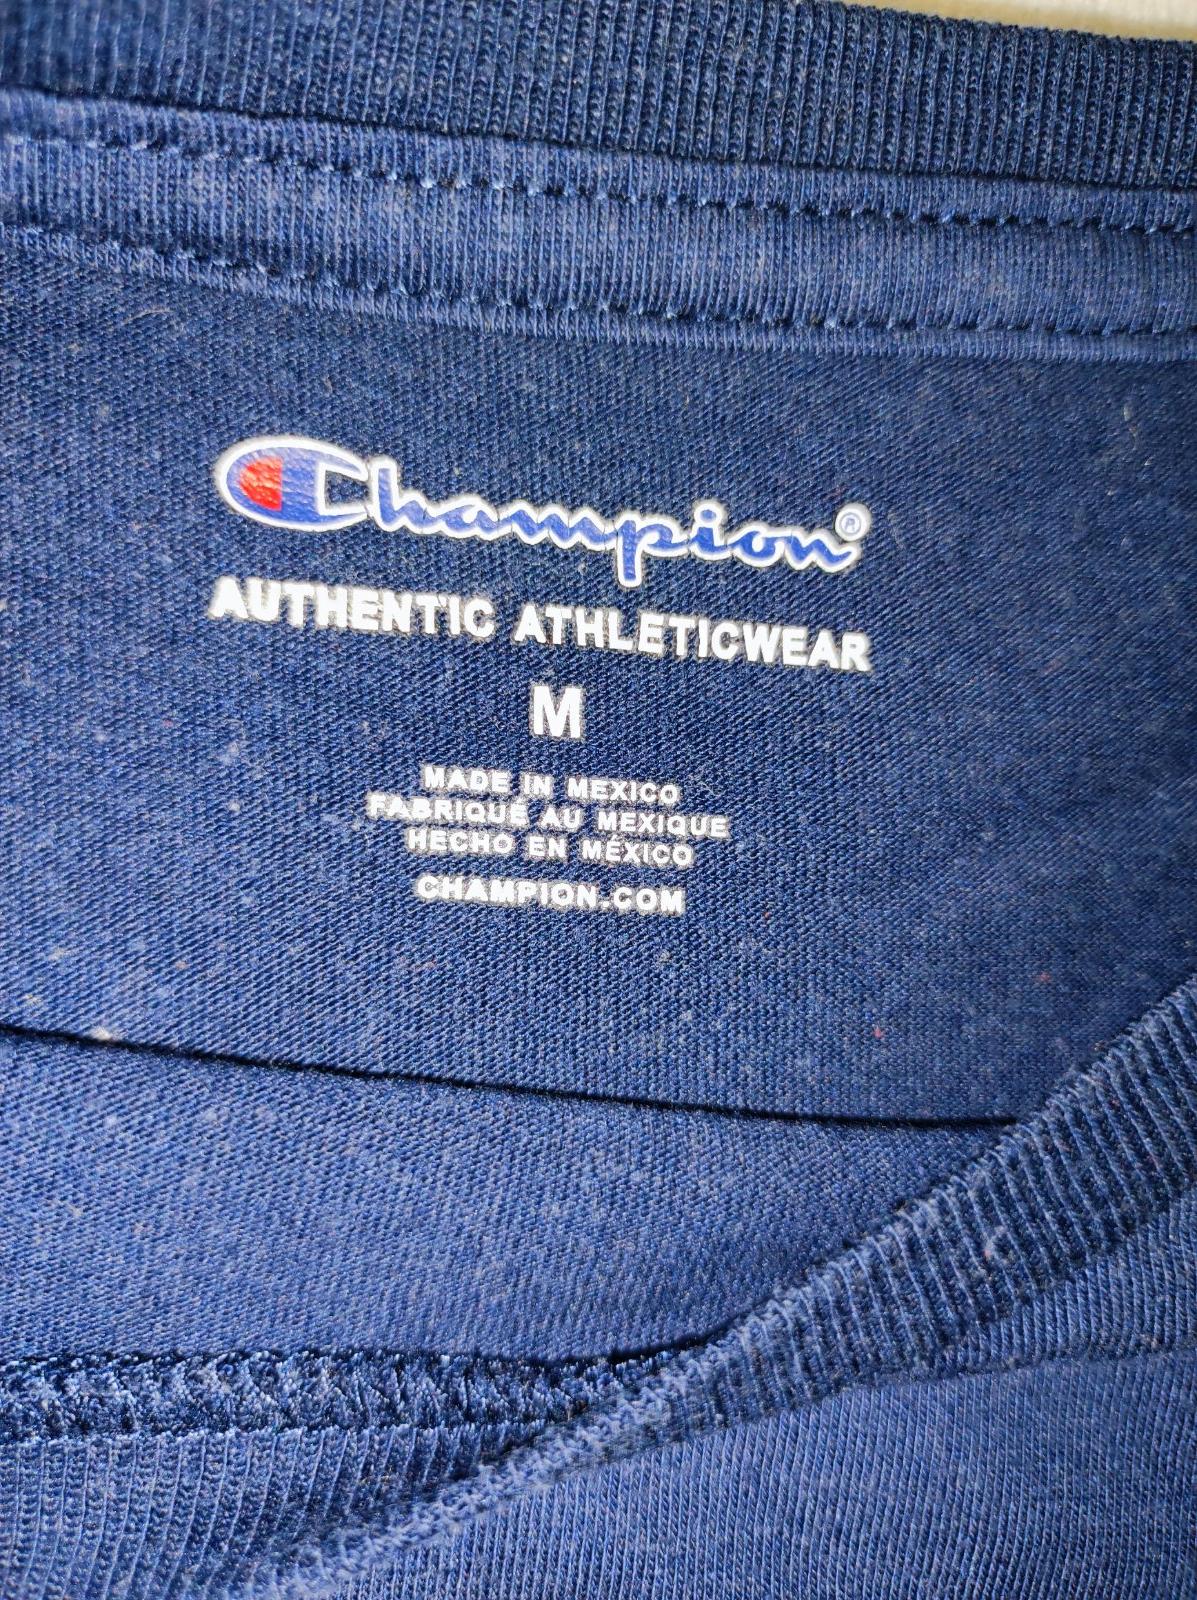 Champion®
AUTHENTIC ATHLETICWEAR
M
MADE IN MEXICO
FABRIQUÉ AU MEXIQUE
HECHO EN MÉXICO
CHAMPION.COM